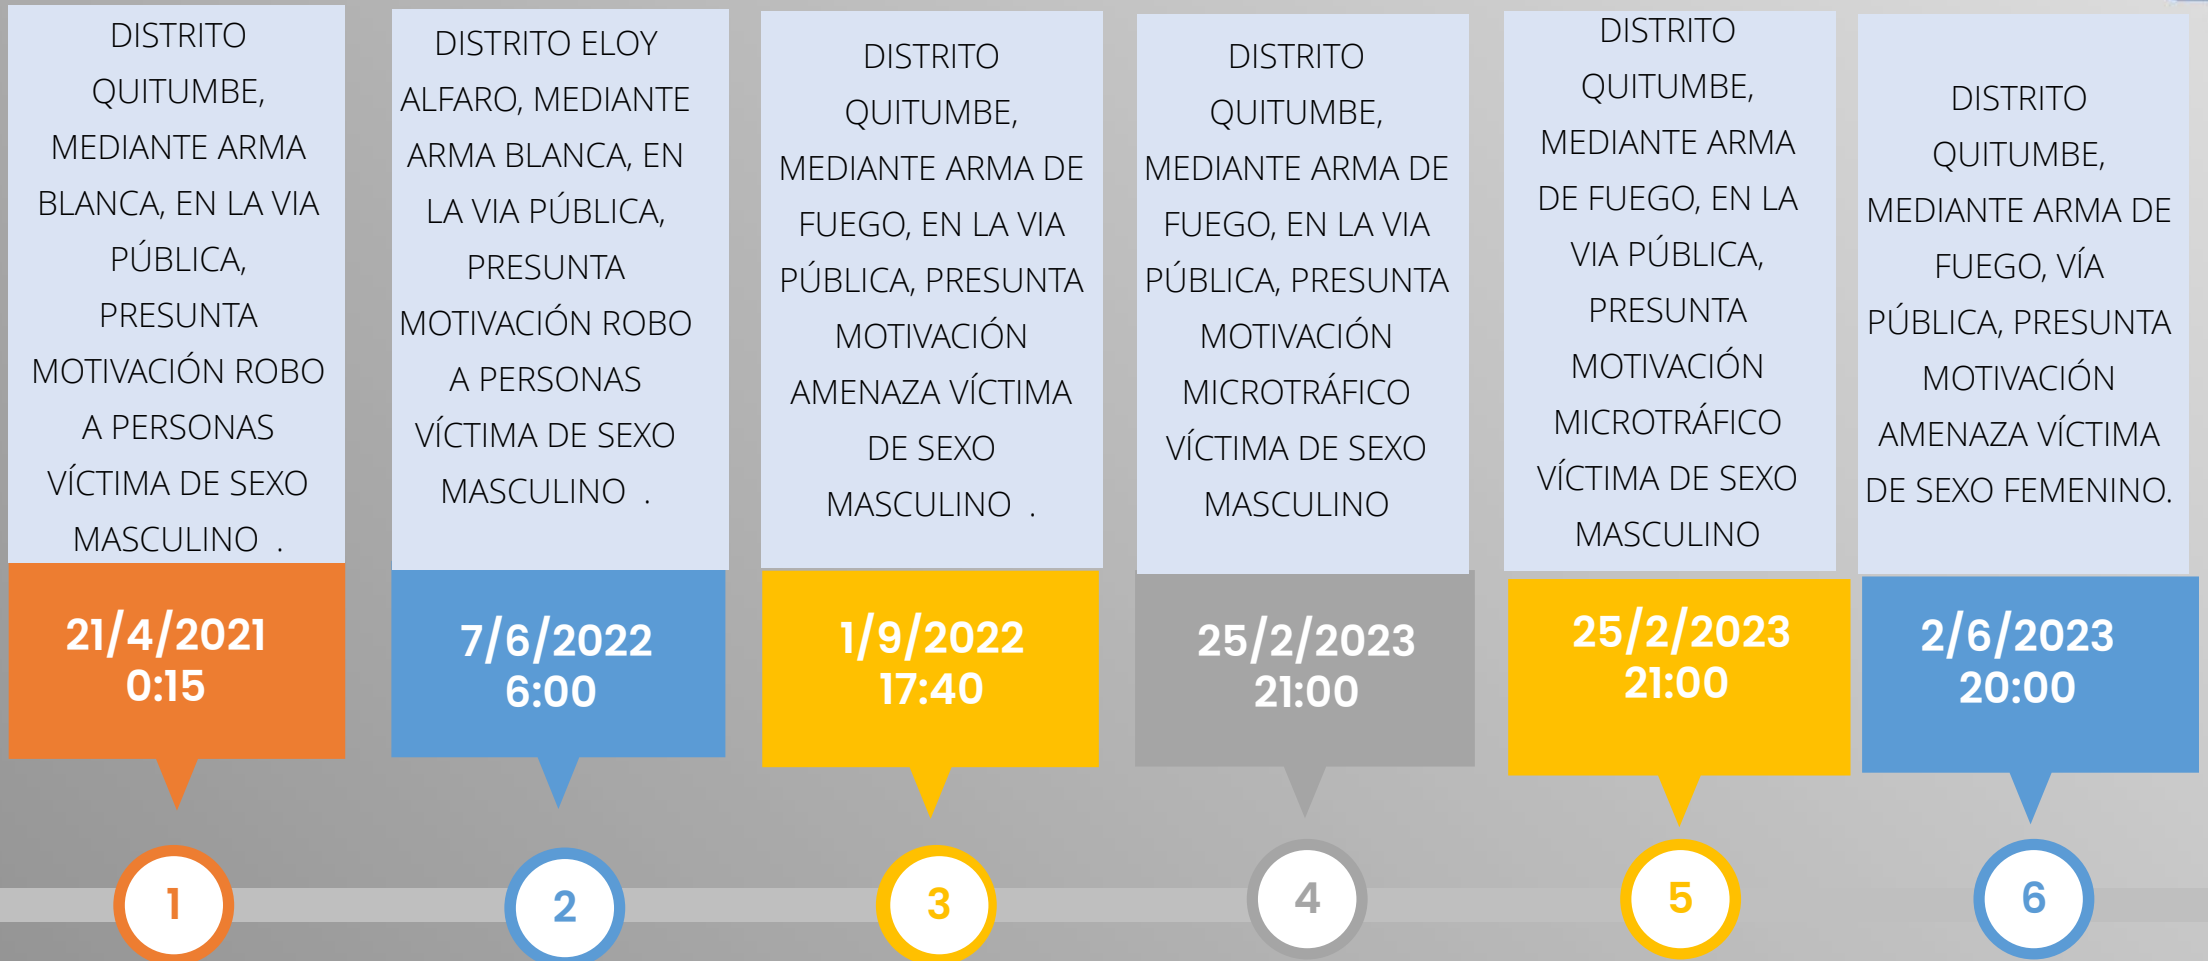 DISTRITO
QUITUMBE,
MEDIANTE ARMA
BLANCA, EN LA VIA
PÚBLICA,
PRESUNTA
MOTIVACIÓN ROBO
A PERSONAS
VÍCTIMA DE SEXO
MASCULINO .
21/4/2021
0:15
1
DISTRITO ELOY
ALFARO, MEDIANTE
ARMA BLANCA, EN
LA VIA PÚBLICA,
PRESUNTA
MOTIVACIÓN ROBO
A PERSONAS
VÍCTIMA DE SEXO
MASCULINO .
7/6/2022
6:00
2
DISTRITO
QUITUMBE,
MEDIANTE ARMA DE
FUEGO, EN LA VIA
PÚBLICA, PRESUNTA
MOTIVACIÓN
AMENAZA VÍCTIMA
DE SEXO
MASCULINO .
1/9/2022
17:40
3
DISTRITO
QUITUMBE,
MEDIANTE ARMA DE
FUEGO, EN LA VIA
PÚBLICA, PRESUNTA
MOTIVACIÓN
MICROTRÁFICO
VÍCTIMA DE SEXO
MASCULINO
25/2/2023
21:00
4
DISTRITO
QUITUMBE,
MEDIANTE ARMA
DE FUEGO, EN LA
VIA PÚBLICA,
PRESUNTA
MOTIVACIÓN
MICROTRÁFICO
VÍCTIMA DE SEXO
MASCULINO
25/2/2023
21:00
5
DISTRITO
QUITUMBE,
MEDIANTE ARMA DE
FUEGO, VÍA
PÚBLICA, PRESUNTA
MOTIVACIÓN
AMENAZA VÍCTIMA
DE SEXO FEMENINO.
2/6/2023
20:00
6